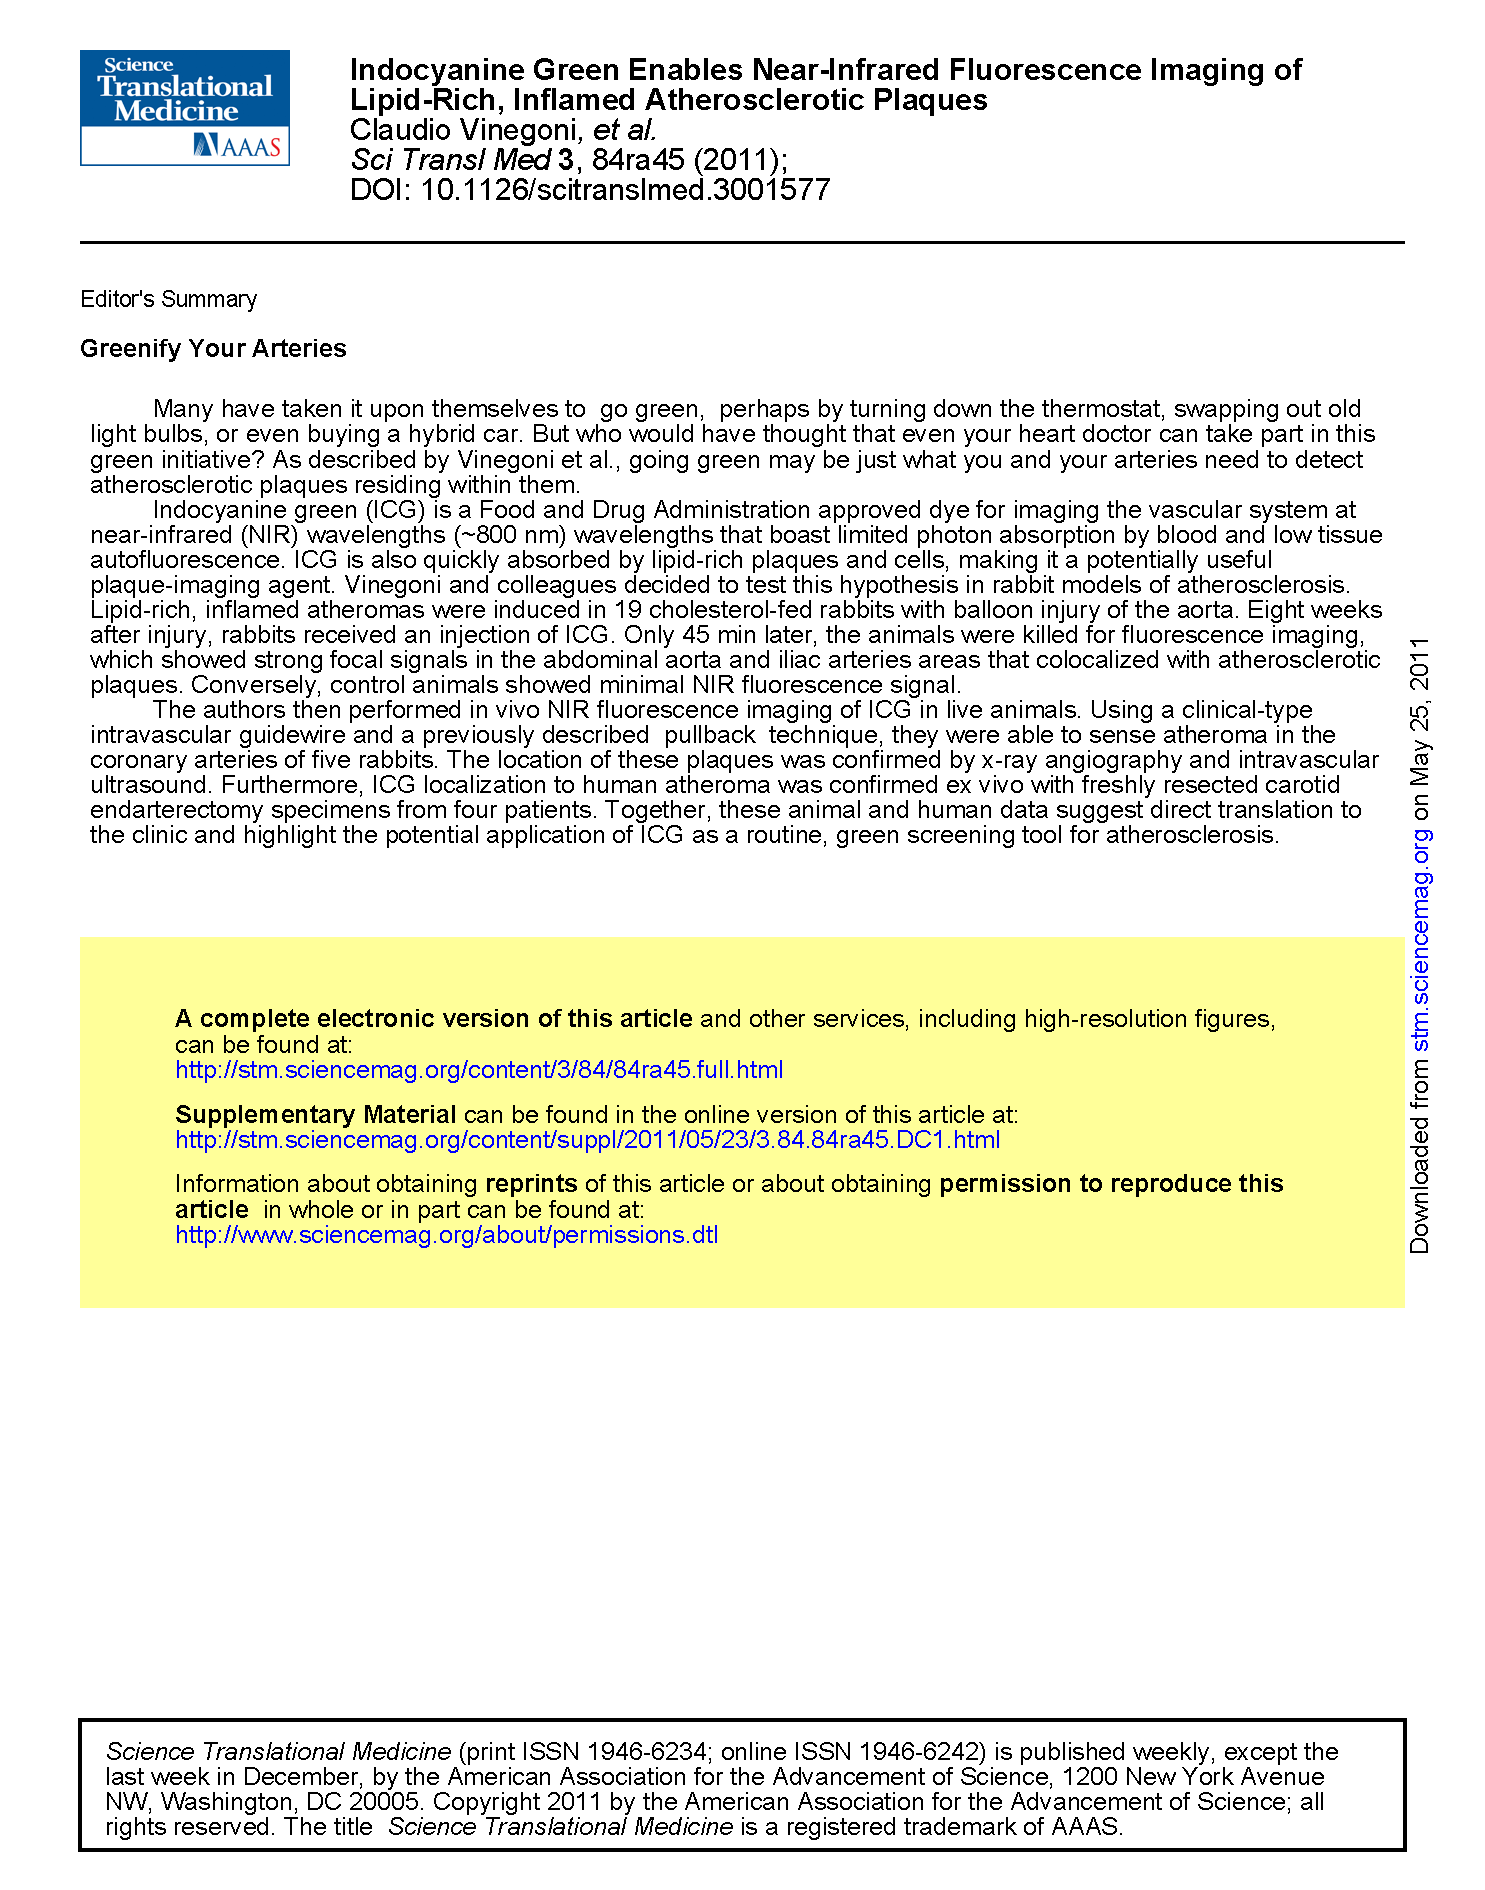 Science
Translational
Medicine
AAAS
Indocyanine Green Enables Near-Infrared Fluorescence Imaging of
Lipid-Rich, Inflamed Atherosclerotic Plaques
Claudio Vinegoni, et al.
Sci Transl Med 3, 84ra45 (2011);
DOI: 10.1126/scitranslmed.3001577
Editor's Summary
Greenify Your Arteries
Many have taken it upon themselves to go green, perhaps by turning down the thermostat, swapping out old
light bulbs, or even buying a hybrid car. But who would have thought that even your heart doctor can take part in this
green initiative? As described by Vinegoni et al., going green may be just what you and your arteries need to detect
atherosclerotic plaques residing within them.
Indocyanine green (ICG) is a Food and Drug Administration approved dye for imaging the vascular system at
near-infrared (NIR) wavelengths (~800 nm) wavelengths that boast limited photon absorption by blood and low tissue
autofluorescence. ICG is also quickly absorbed by lipid-rich plaques and cells, making it a potentially useful
plaque-imaging agent. Vinegoni and colleagues decided to test this hypothesis in rabbit models of atherosclerosis.
Lipid-rich, inflamed atheromas were induced in 19 cholesterol-fed rabbits with balloon injury of the aorta. Eight weeks
after injury, rabbits received an injection of ICG. Only 45 min later, the animals were killed for fluorescence imaging,
which showed strong focal signals in the abdominal aorta and iliac arteries areas that colocalized with atherosclerotic
plaques. Conversely, control animals showed minimal NIR fluorescence signal.
The authors then performed in vivo NIR fluorescence imaging of ICG in live animals. Using a clinical-type
intravascular guidewire and a previously described pullback technique, they were able to sense atheroma in the
coronary arteries of five rabbits. The location of these plaques was confirmed by x-ray angiography and intravascular
ultrasound. Furthermore, ICG localization to human atheroma was confirmed ex vivo with freshly resected carotid
endarterectomy specimens from four patients. Together, these animal and human data suggest direct translation to
the clinic and highlight the potential application of ICG as a routine, green screening tool for atherosclerosis.
A complete electronic version of this article and other services, including high-resolution figures,
can be found at:
http://stm.sciencemag.org/content/3/84/84ra45.full.html
Supplementary Material can be found in the online version of this article at:
http://stm.sciencemag.org/content/suppl/2011/05/23/3.84.84ra45.DC1.html
Information about obtaining reprints of this article or about obtaining permission to reproduce this
article in whole or in part can be found at:
http://www.sciencemag.org/about/permissions.dtl
Downloaded from stm.sciencemag.org on May 25, 2011
Science Translational Medicine (print ISSN 1946-6234; online ISSN 1946-6242) is published weekly, except the
last week in December, by the American Association for the Advancement of Science, 1200 New York Avenue
NW, Washington, DC 20005. Copyright 2011 by the American Association for the Advancement of Science; all
rights reserved. The title Science Translational Medicine is a registered trademark of AAAS.